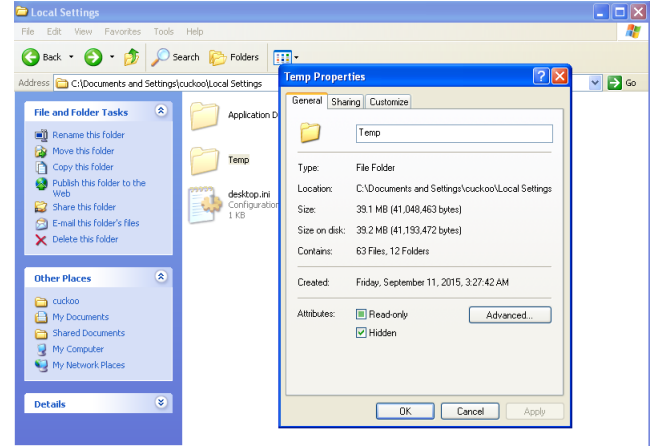 Local Settings
File Edit View Favorites Tools Help
Back Search Folders
Address C:\Documents and Settings\cuckoo\Local Settings Go
File and Folder Tasks
Rename this folder
Move this folder
Copy this folder
Publish this folder to the
Web
Share this folder
E-mail this folder's files
Delete this folder
Other Places
cuckoo
My Documents
Shared Documents
My Computer
My Network Places
Details
Application D
Temp
desktop.ini
Configuration
1 KB
Temp Properties
General Sharing Customize
Temp
Type: File Folder
Location: C:\Documents and Settings\cuckoo\Local Settings
Size: 39.1 MB (41,048,463 bytes)
Size on disk: 39.2 MB (41,193,472 bytes)
Contains: 63 Files, 12 Folders
Created: Friday, September 11, 2015, 3:27:42 AM
Attributes: Read-only Advanced...
Hidden
OK Cancel Apply